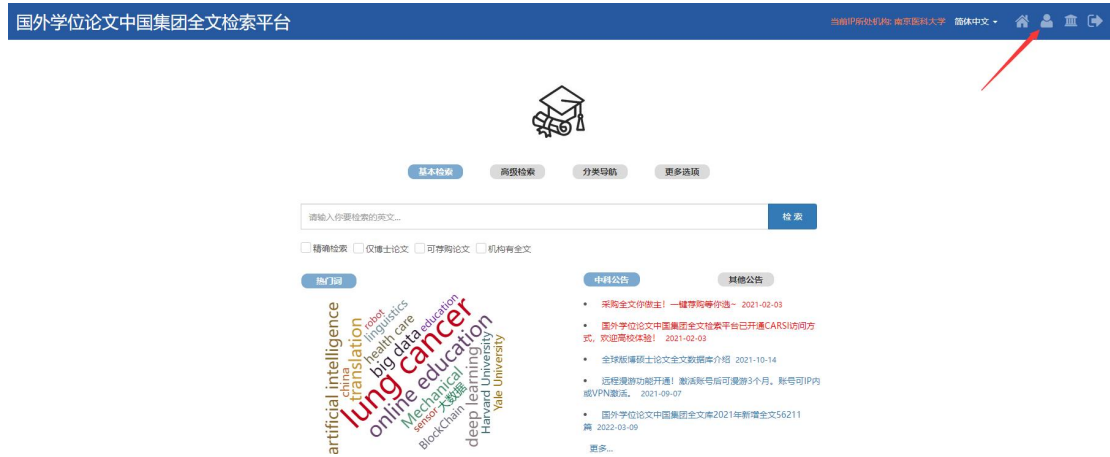 国外学位论文中国集团全文检索平台
当前IP所处机构: 南京医科大学 简体中文
基本检索 高级检索 分类导航 更多选项
请输入你要检索的英文...
检 索
精确检索 仅博士论文 可荐购论文 机构有全文
热门词
artificial intelligence
china
translation
robot
linguistics
health care
big data
education
lung cancer
online education
Mechanical
sensor
大数据
BlockChain
deep learning
Harvard University
Yale University
中科公告 其他公告
采购全文你做主！一键荐购等你选~ 2021-02-03
国外学位论文中国集团全文检索平台已开通CARSI访问方
式，欢迎高校体验！ 2021-02-03
全球版博硕士论文全文数据库介绍 2021-10-14
远程漫游功能开通！激活账号后可漫游3个月。账号可IP内
或VPN激活。 2021-09-07
国外学位论文中国集团全文库2021年新增全文56211
篇 2022-03-09
更多...